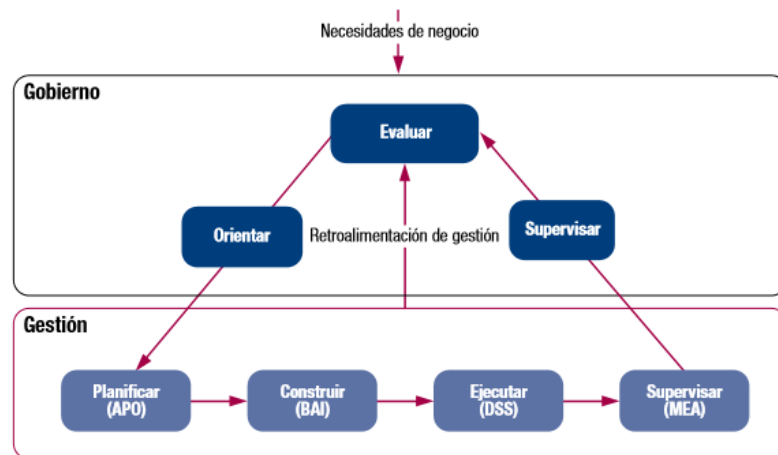 Necesidades de negocio
Gobierno
Evaluar
Orientar
Retroalimentación de gestión
Supervisar
Gestión
Planificar
(APO)
Construir
(BAI)
Ejecutar
(DSS)
Supervisar
(MEA)